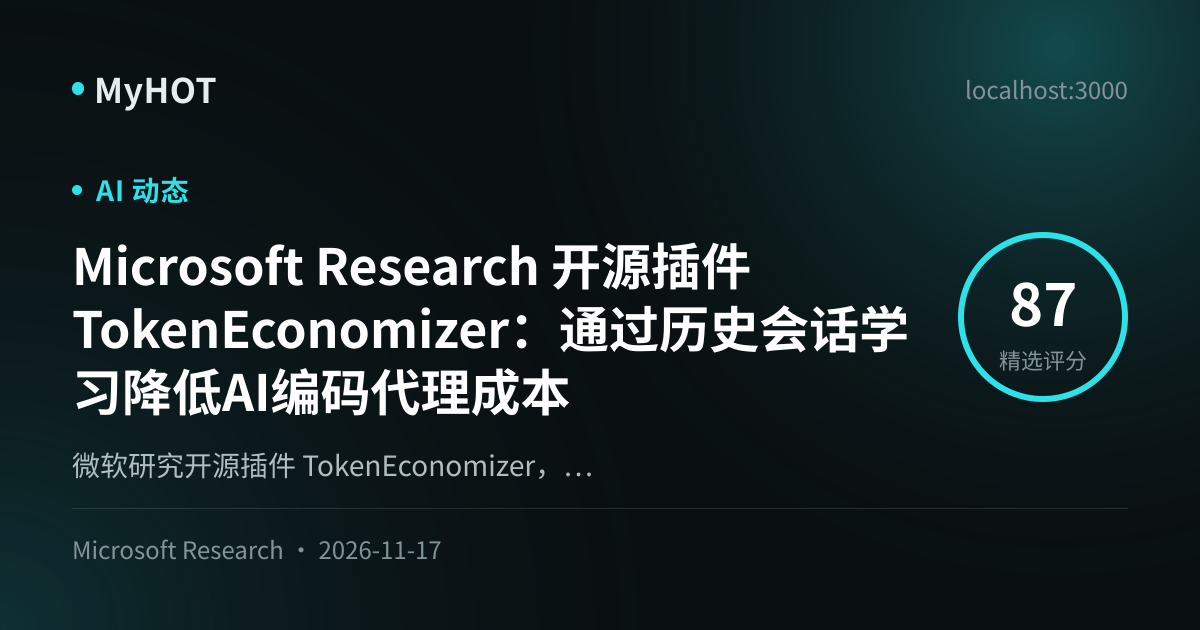 MyHOT
localhost:3000
AI 动态
Microsoft Research 开源插件
TokenEconomizer：通过历史会话学
习降低AI编码代理成本
87
精选评分
微软研究开源插件 TokenEconomizer，…
Microsoft Research · 2026-11-17